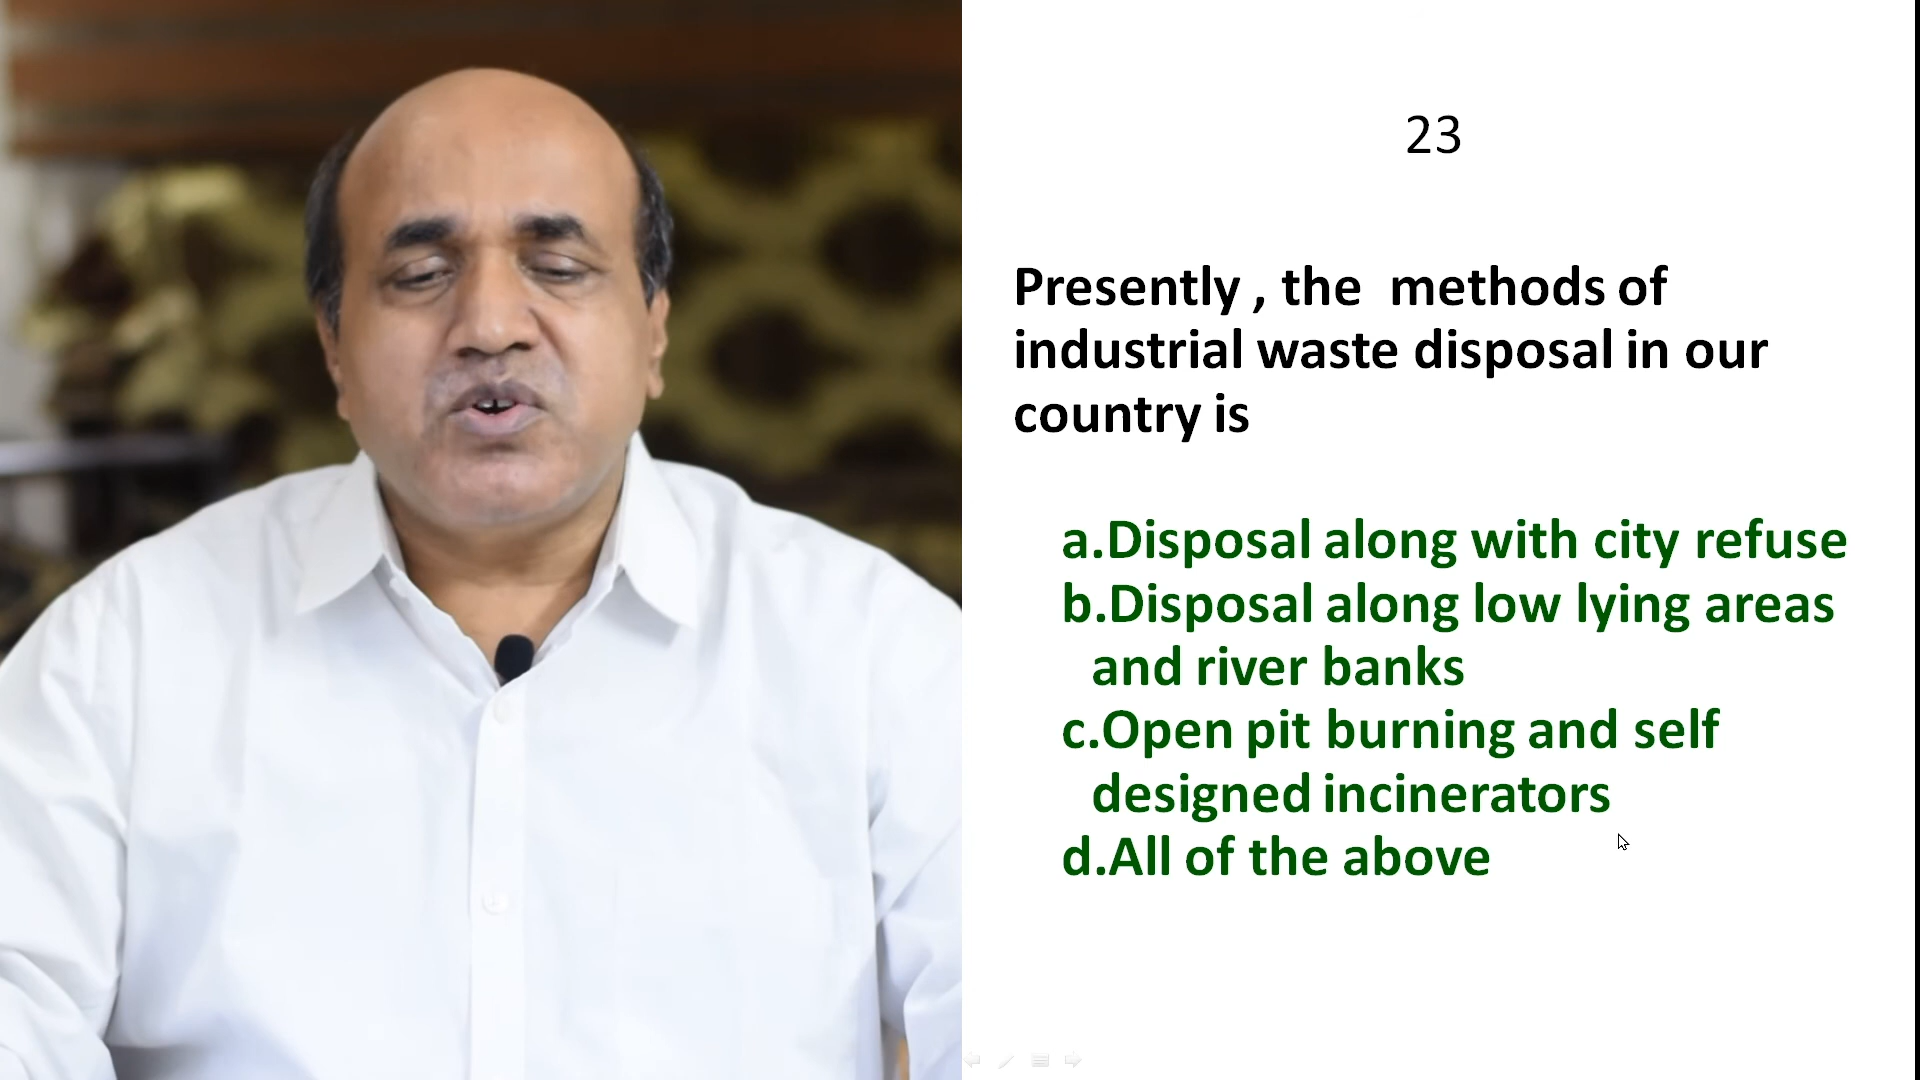 23
Presently , the methods of
industrial waste disposal in our
country is
a.Disposal along with city refuse
b.Disposal along low lying areas
and river banks
c.Open pit burning and self
designed incinerators
d.All of the above